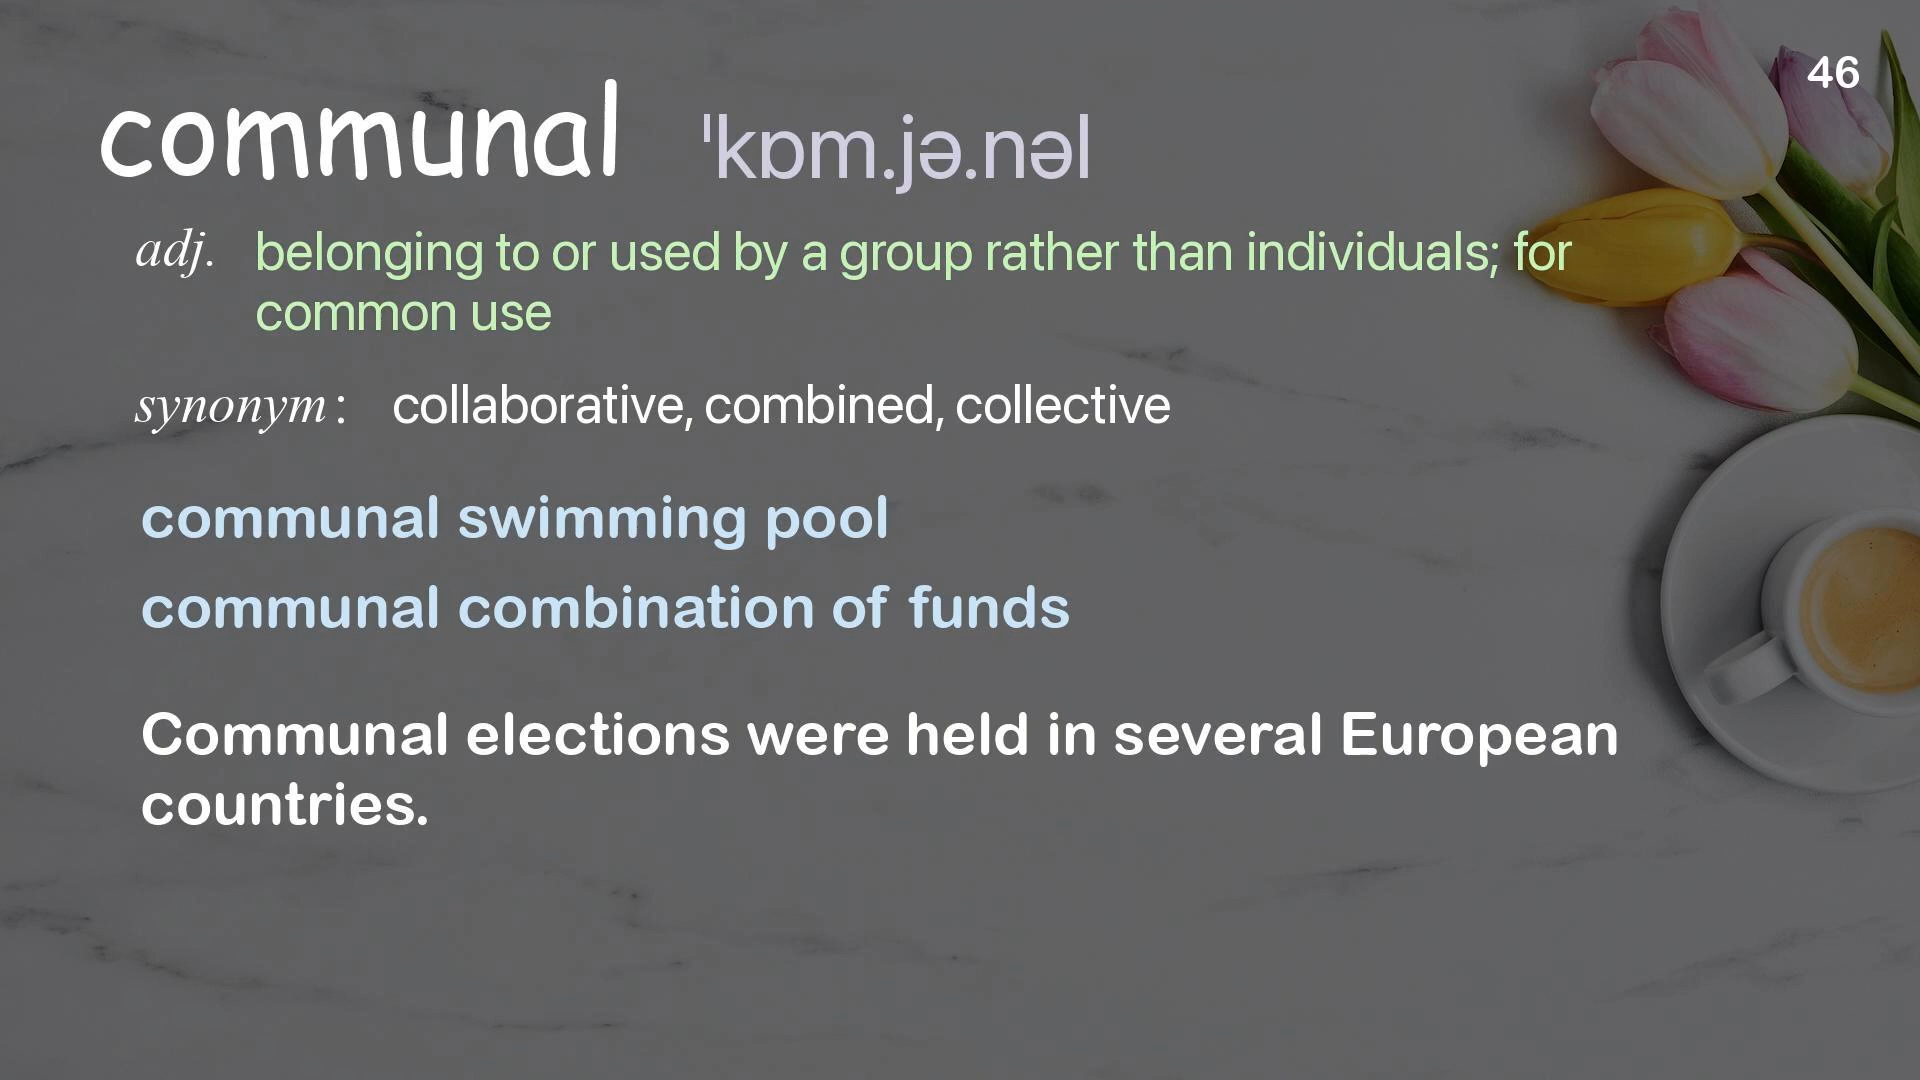 46
communal ˈkɒm.jə.nəl
adj. belonging to or used by a group rather than individuals; for
common use
synonym : collaborative, combined, collective
communal swimming pool
communal combination of funds
Communal elections were held in several European
countries.